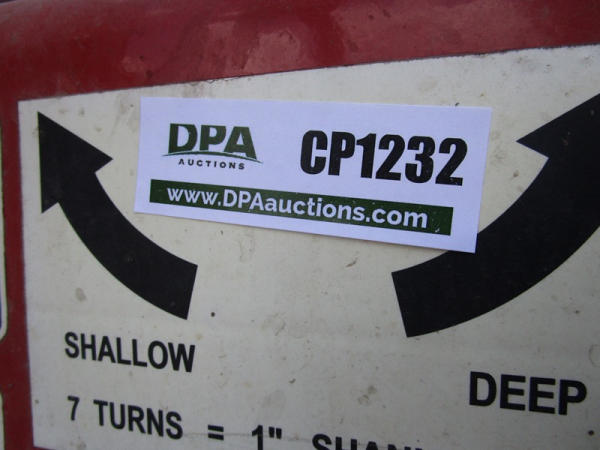 DPA
AUCTIONS
CP1232
www.DPAauctions.com
SHALLOW
DEEP
7 TURNS = 1"